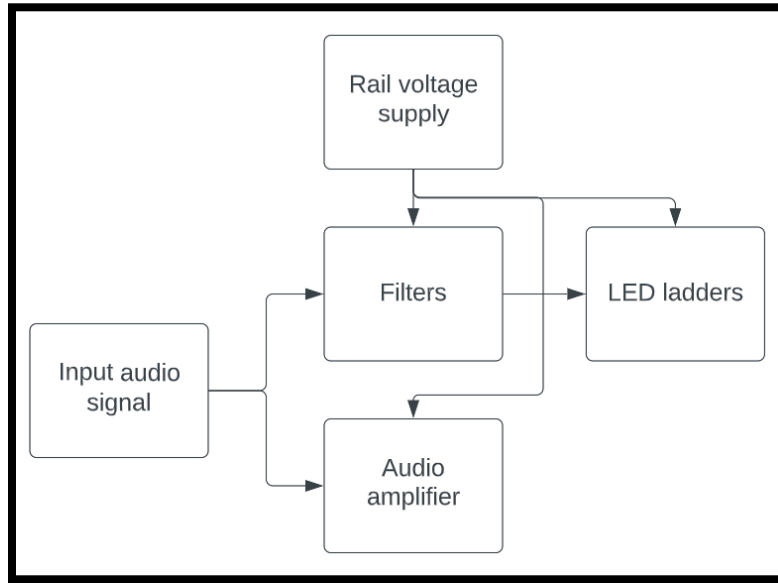 Rail voltage
supply
Filters
LED ladders
Input audio
signal
Audio
amplifier